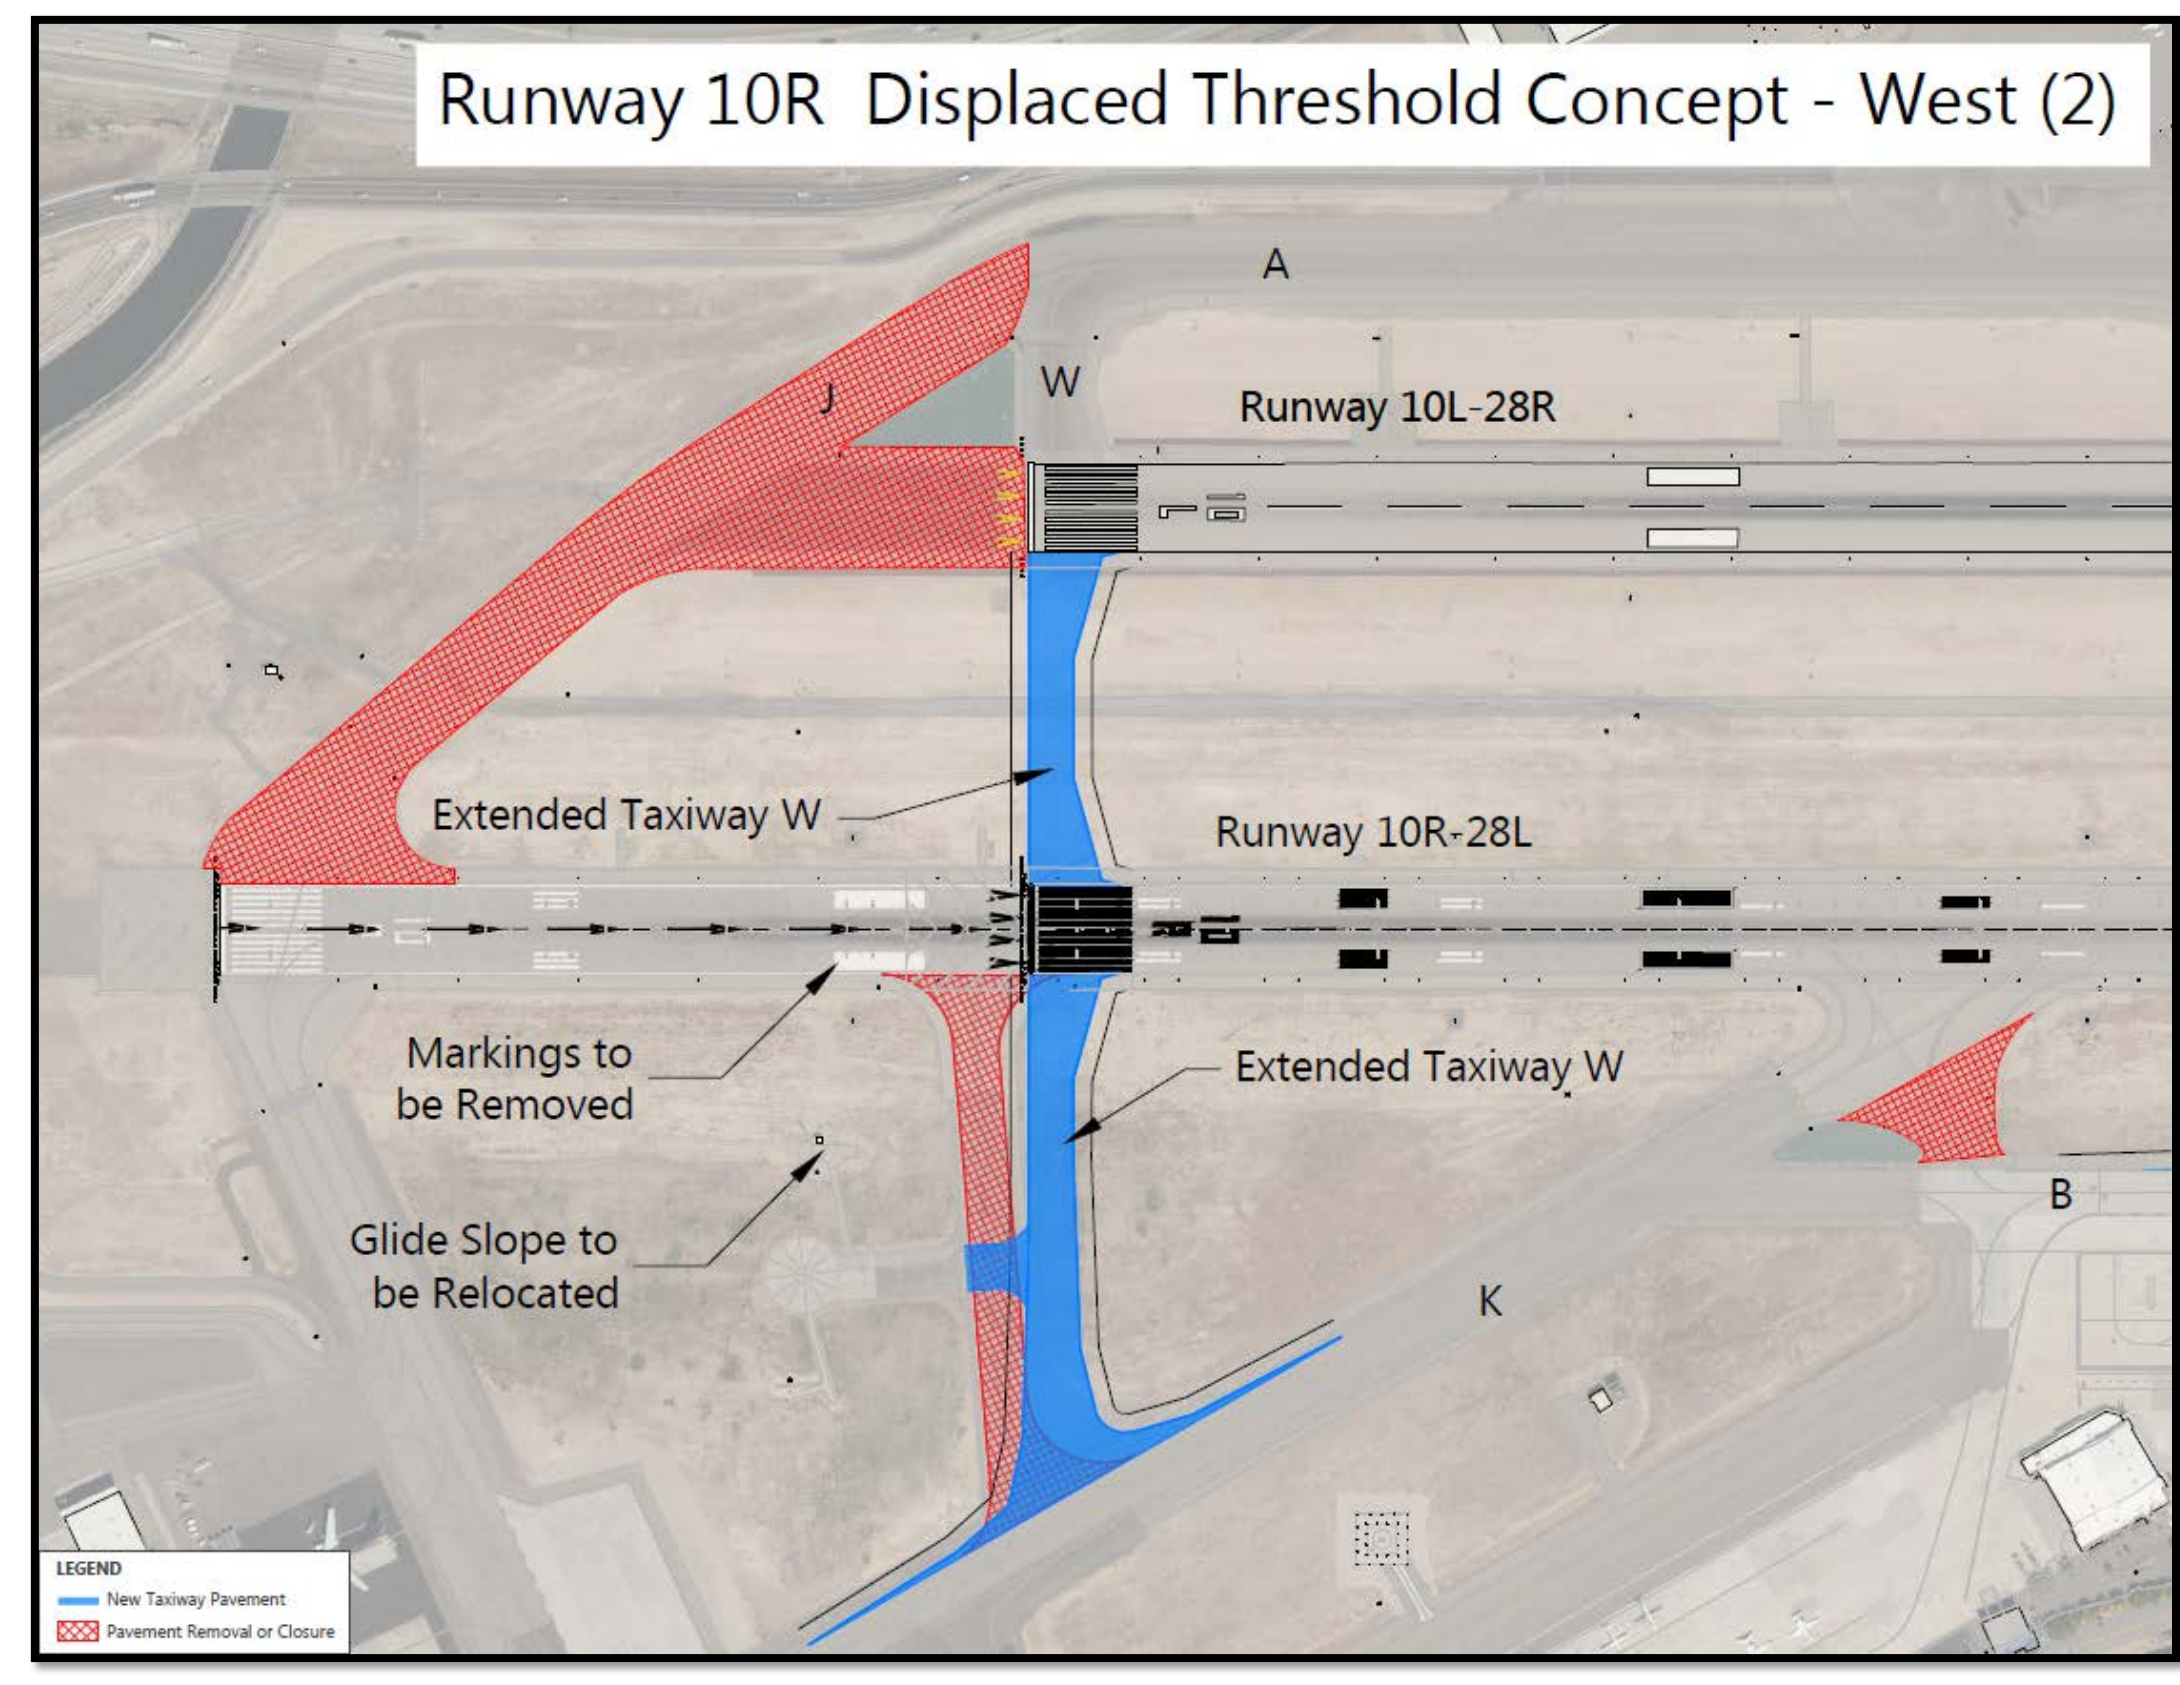 Runway 10R Displaced Threshold Concept - West (2)
A
J
W
Runway 10L-28R
Extended Taxiway W
Runway 10R-28L
Markings to
be Removed
Extended Taxiway W
Glide Slope to
be Relocated
B
K
LEGEND
New Taxiway Pavement
Pavement Removal or Closure